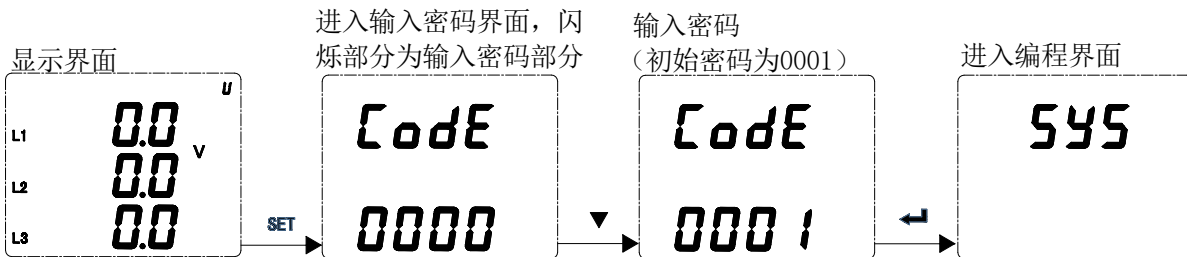 显示界面
U
L1 0.0
V
L2 0.0
L3 0.0
SET
进入输入密码界面，闪
烁部分为输入密码部分
CodE
0000
▼
输入密码
（初始密码为0001）
CodE
0001
进入编程界面
SYS